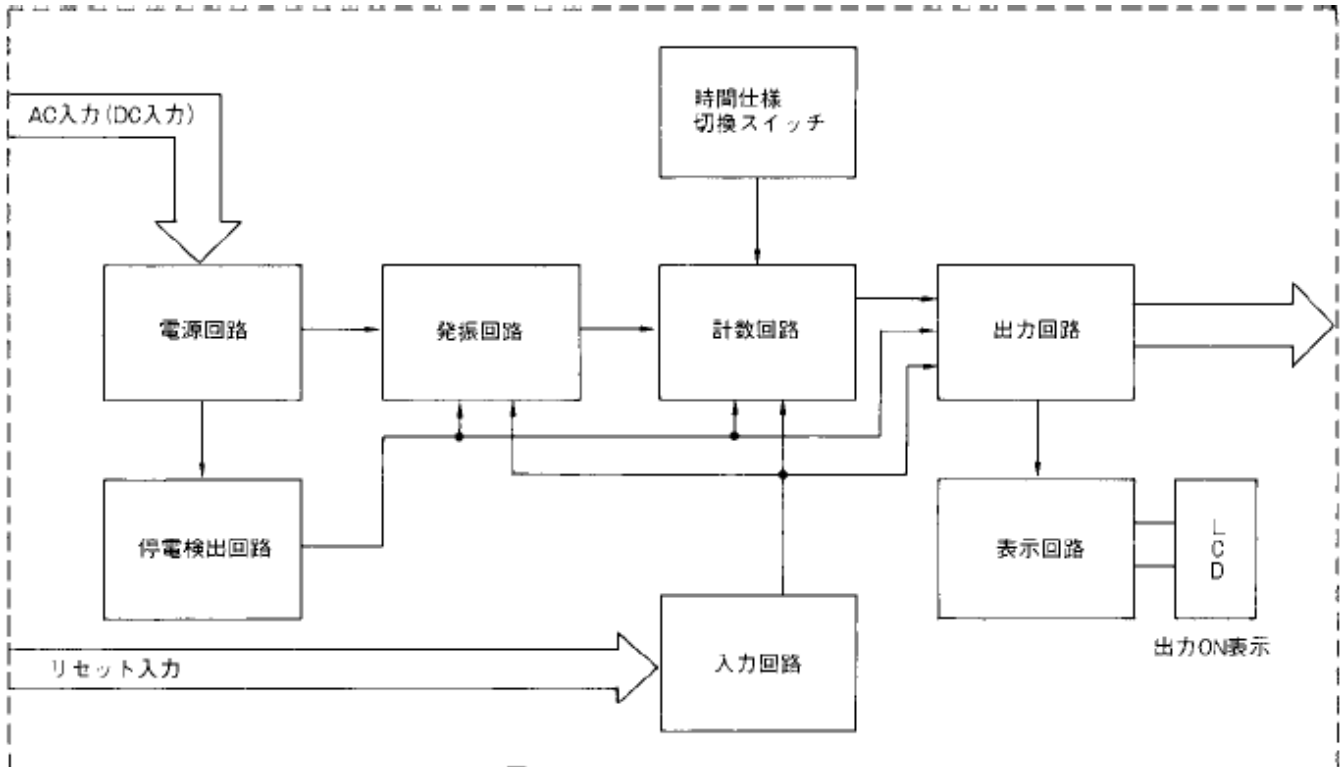 AC入力(DC入力)
時間仕様
切換スイッチ
電源回路
発振回路
計数回路
出力回路
停電検出回路
表示回路
LCD
出力ON表示
リセット入力
入力回路